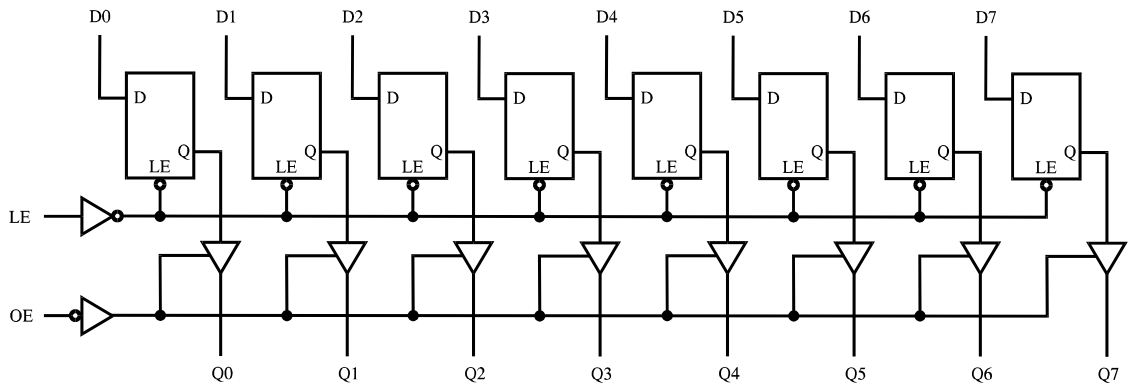 D0 D1 D2 D3 D4 D5 D6 D7
D D D D D D D D
Q Q Q Q Q Q Q Q
LE LE LE LE LE LE LE LE
LE
OE
Q0 Q1 Q2 Q3 Q4 Q5 Q6 Q7